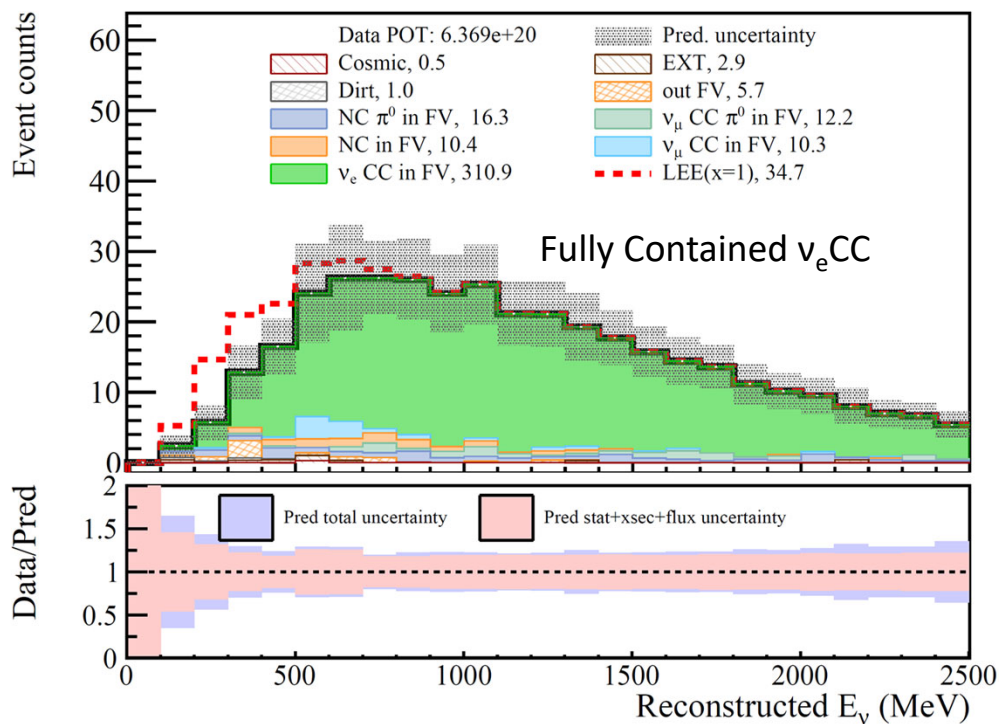 Event counts
60
50
40
30
20
10
0
Data POT: 6.369e+20
Pred. uncertainty
Cosmic, 0.5
EXT, 2.9
Dirt, 1.0
out FV, 5.7
NC π⁰ in FV, 16.3
ν_μ CC π⁰ in FV, 12.2
NC in FV, 10.4
ν_μ CC in FV, 10.3
ν_e CC in FV, 310.9
LEE(x=1), 34.7
Fully Contained ν_eCC
Data/Pred
2
1.5
1
0.5
0
Pred total uncertainty
Pred stat+xsec+flux uncertainty
0 500 1000 1500 2000 2500
Reconstructed E_ν (MeV)